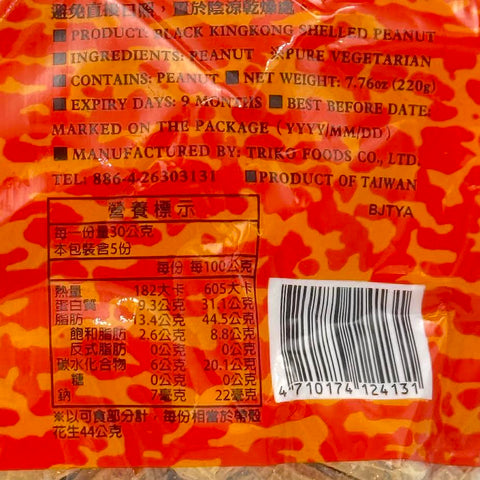 避免直接日照，置於陰涼乾燥處
■ PRODUCT: BLACK KINGKONG SHELLED PEANUT
■ INGREDIENTS: PEANUT ※PURE VEGETARIAN
■ CONTAINS: PEANUT ■ NET WEIGHT: 7.76oz (220g)
■ EXPIRY DAYS: 9 MONTHS ■ BEST BEFORE DATE:
MARKED ON THE PACKAGE (YYYY/MM/DD)
■ MANUFACTURED BY: TRIKO FOODS CO., LTD.
TEL: 886-4-26303131 ■PRODUCT OF TAIWAN
BJTYA
營養標示
每一份量30公克
本包裝含5份
每份 每100公克
熱量 182大卡 605大卡
蛋白質 9.3公克 31.1公克
脂肪 13.4公克 44.5公克
飽和脂肪 2.6公克 8.8公克
反式脂肪 0公克 0公克
碳水化合物 6公克 20.1公克
糖 0公克 0公克
鈉 7毫克 22毫克
※以可食部分計，每份相當於帶殼
花生44公克
4 710174 124131